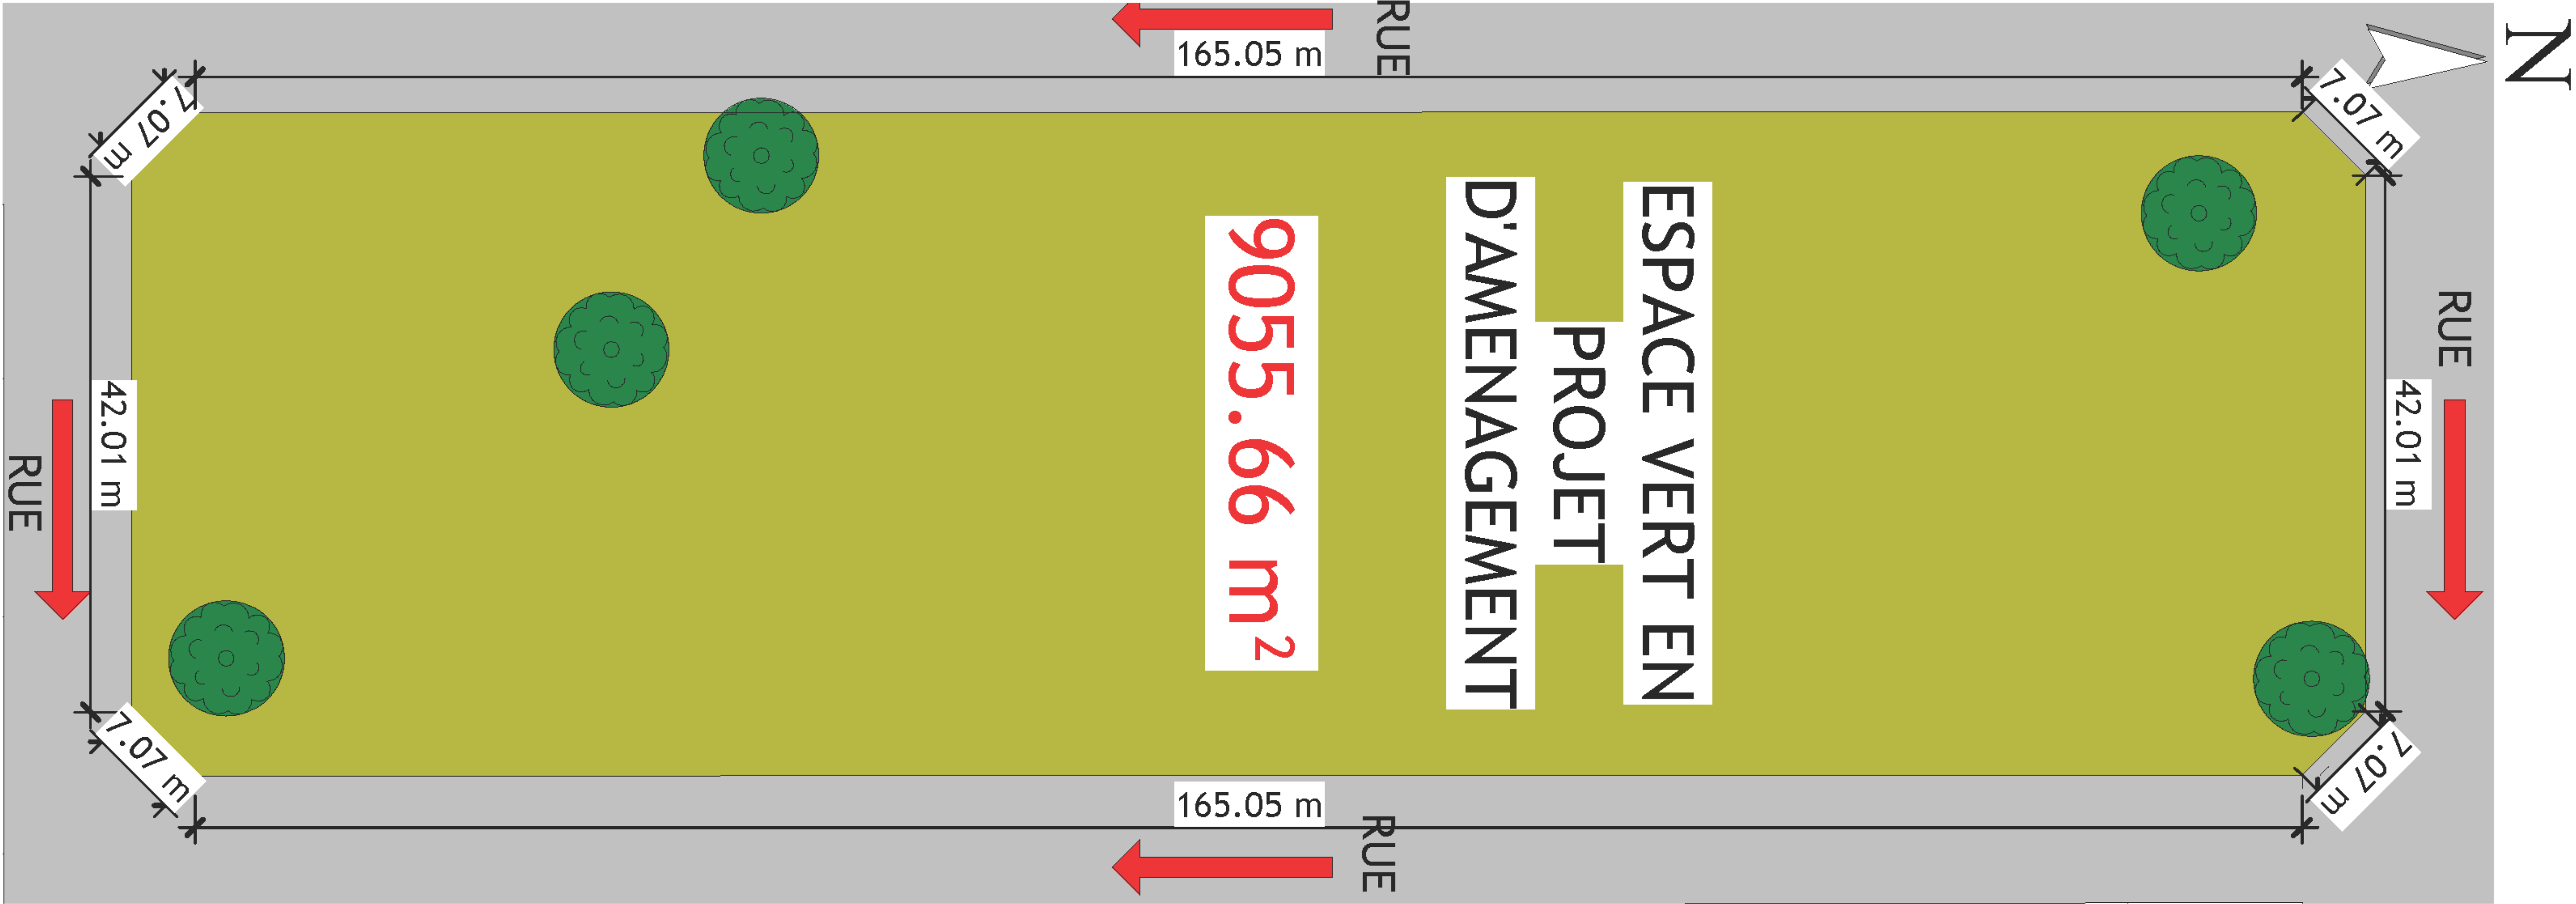 N
RUE
165.05 m
7.07 m
7.07 m
RUE
42.01 m
42.01 m
RUE
ESPACE VERT EN
PROJET
D'AMENAGEMENT
9055.66 m²
7.07 m
7.07 m
165.05 m
RUE